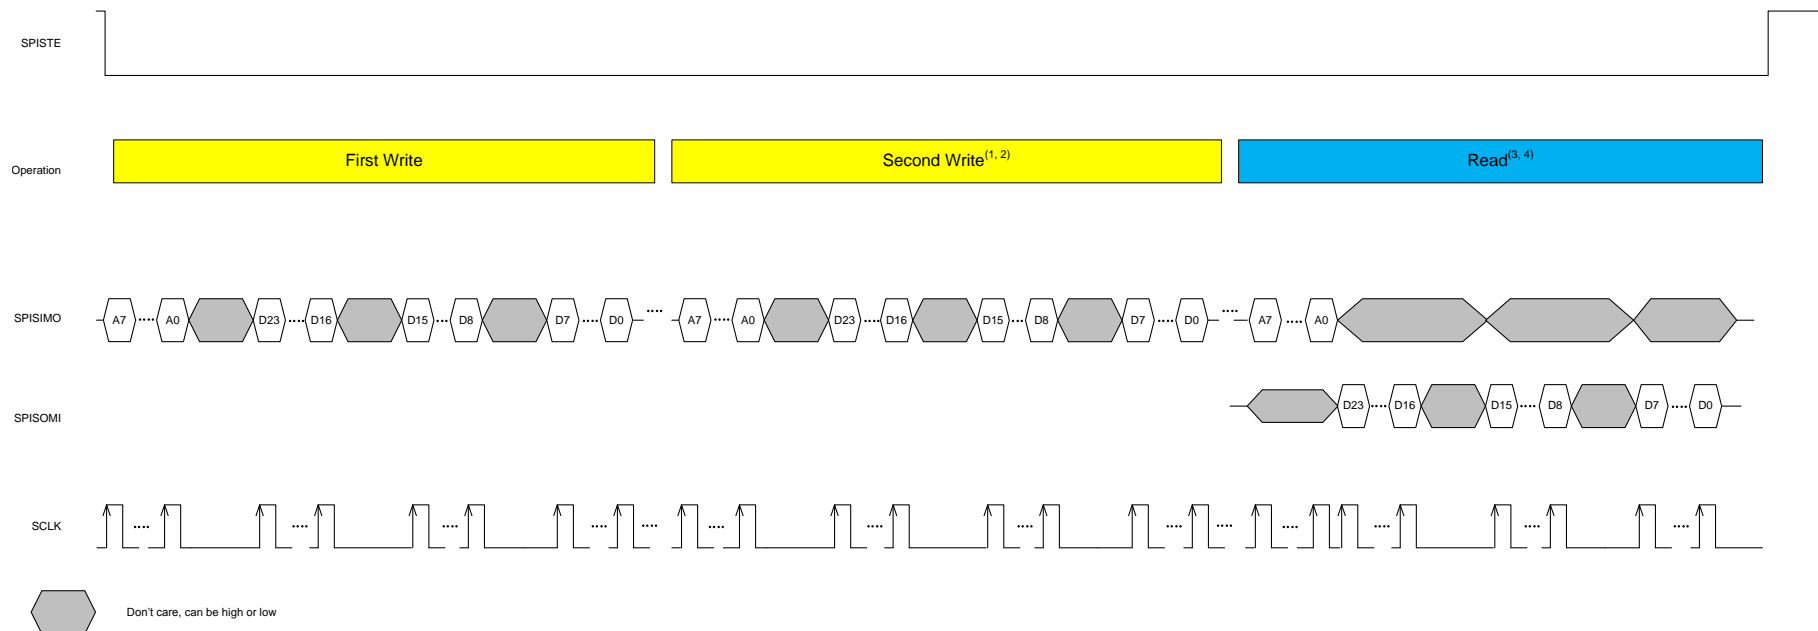 SPISTE
Operation First Write Second Write(1, 2) Read(3, 4)
SPISIMO A7 .... A0 D23 .... D16 D15 ... D8 D7 .... D0 .... A7 .... A0 D23 .... D16 D15 ... D8 D7 .... D0 .... A7 .... A0
SPISOMI D23 .... D16 D15 .... D8 D7 .... D0
SCLK .... .... .... .... .... .... .... .... .... .... .... .... .... ....
Don't care, can be high or low